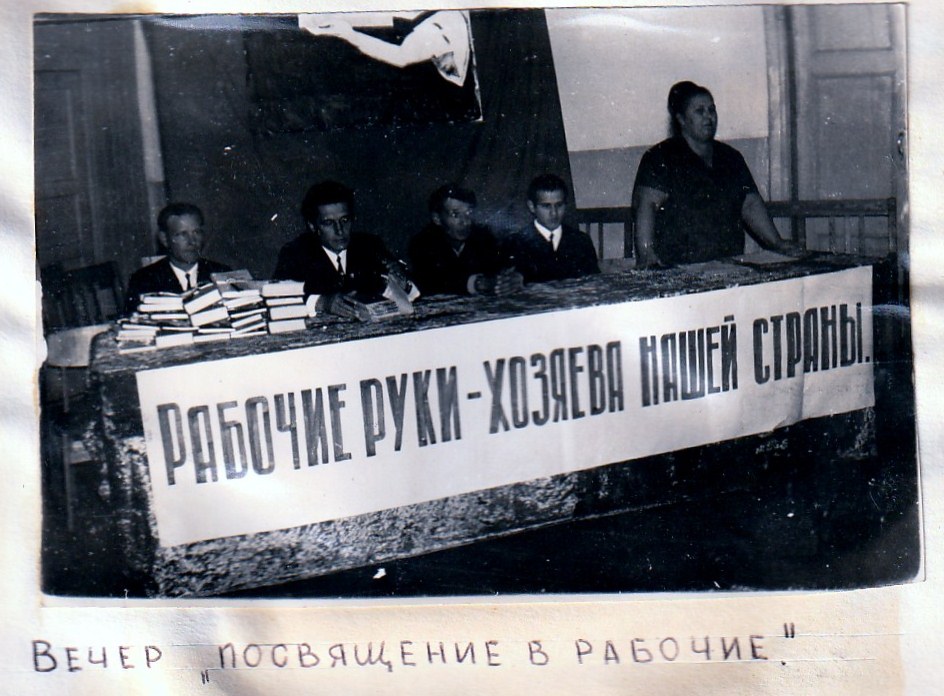 РАБОЧИЕ РУКИ - ХОЗЯЕВА НАШЕЙ СТРАНЫ.
ВЕЧЕР „ПОСВЯЩЕНИЕ В РАБОЧИЕ."